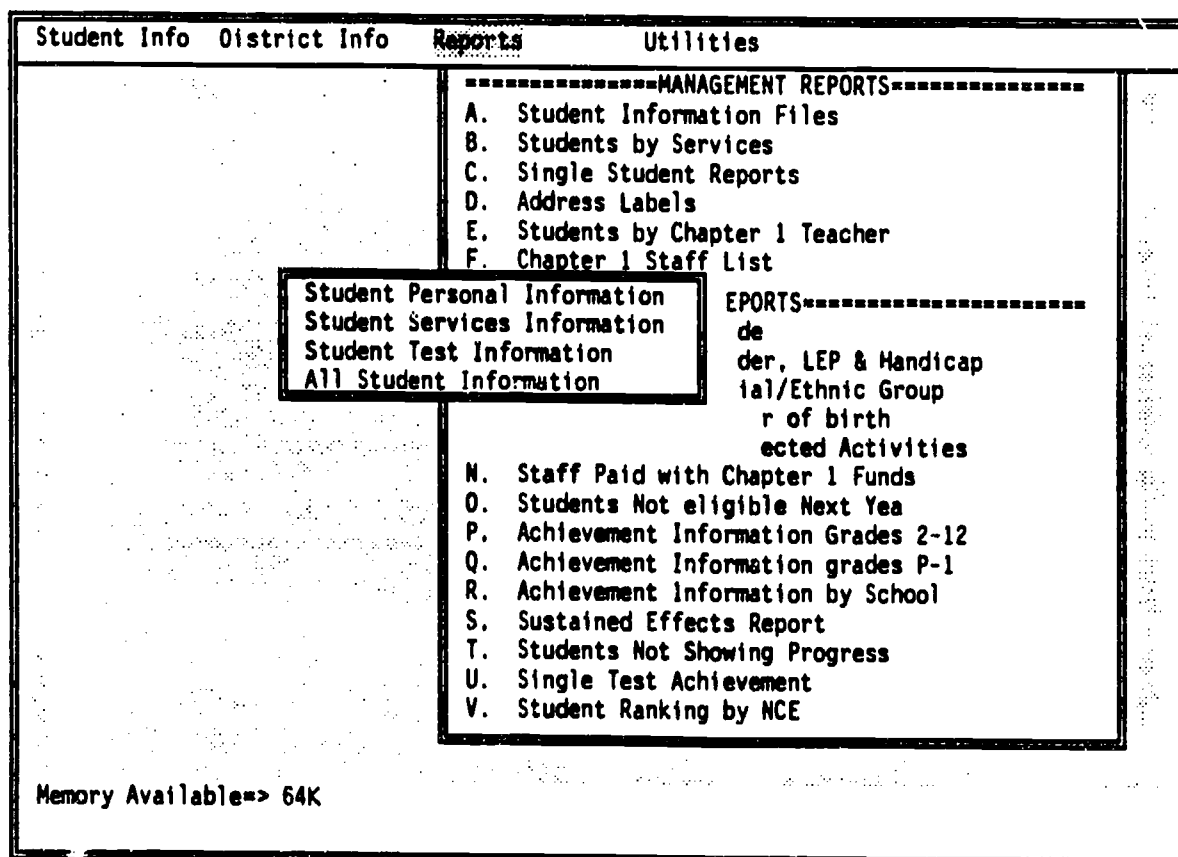 Student Info District Info Reports Utilities
===============MANAGEMENT REPORTS===============
A. Student Information Files
B. Students by Services
C. Single Student Reports
D. Address Labels
E. Students by Chapter 1 Teacher
F. Chapter 1 Staff List
Student Personal Information
Student Services Information
Student Test Information
All Student Information
EPORTS======================
de
der, LEP & Handicap
ial/Ethnic Group
r of birth
ected Activities
N. Staff Paid with Chapter 1 Funds
O. Students Not eligible Next Yea
P. Achievement Information Grades 2-12
Q. Achievement Information grades P-1
R. Achievement Information by School
S. Sustained Effects Report
T. Students Not Showing Progress
U. Single Test Achievement
V. Student Ranking by NCE
Memory Available=> 64K